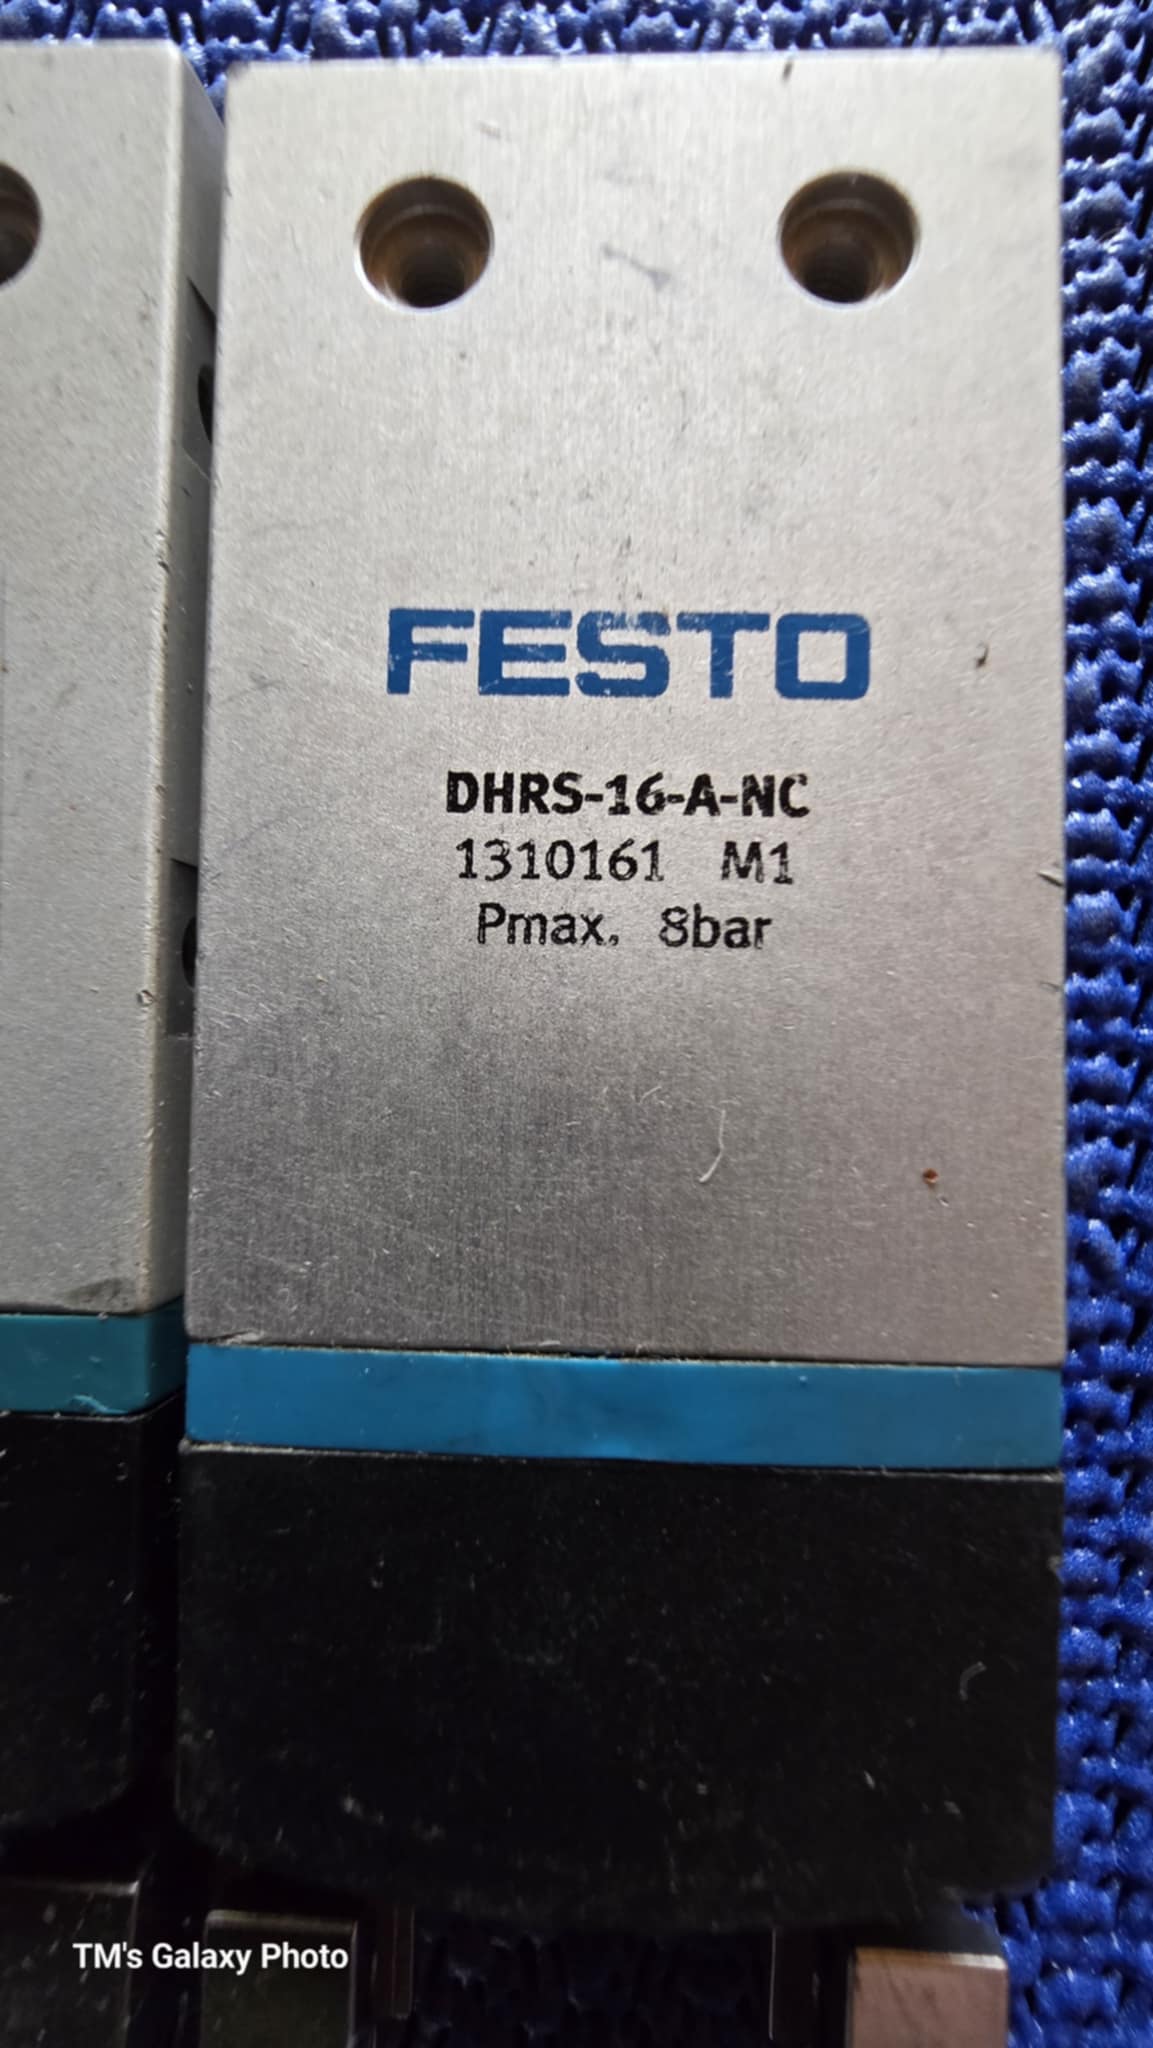 FESTO
DHRS-16-A-NC
1310161 M1
Pmax. 8bar
TM's Galaxy Photo